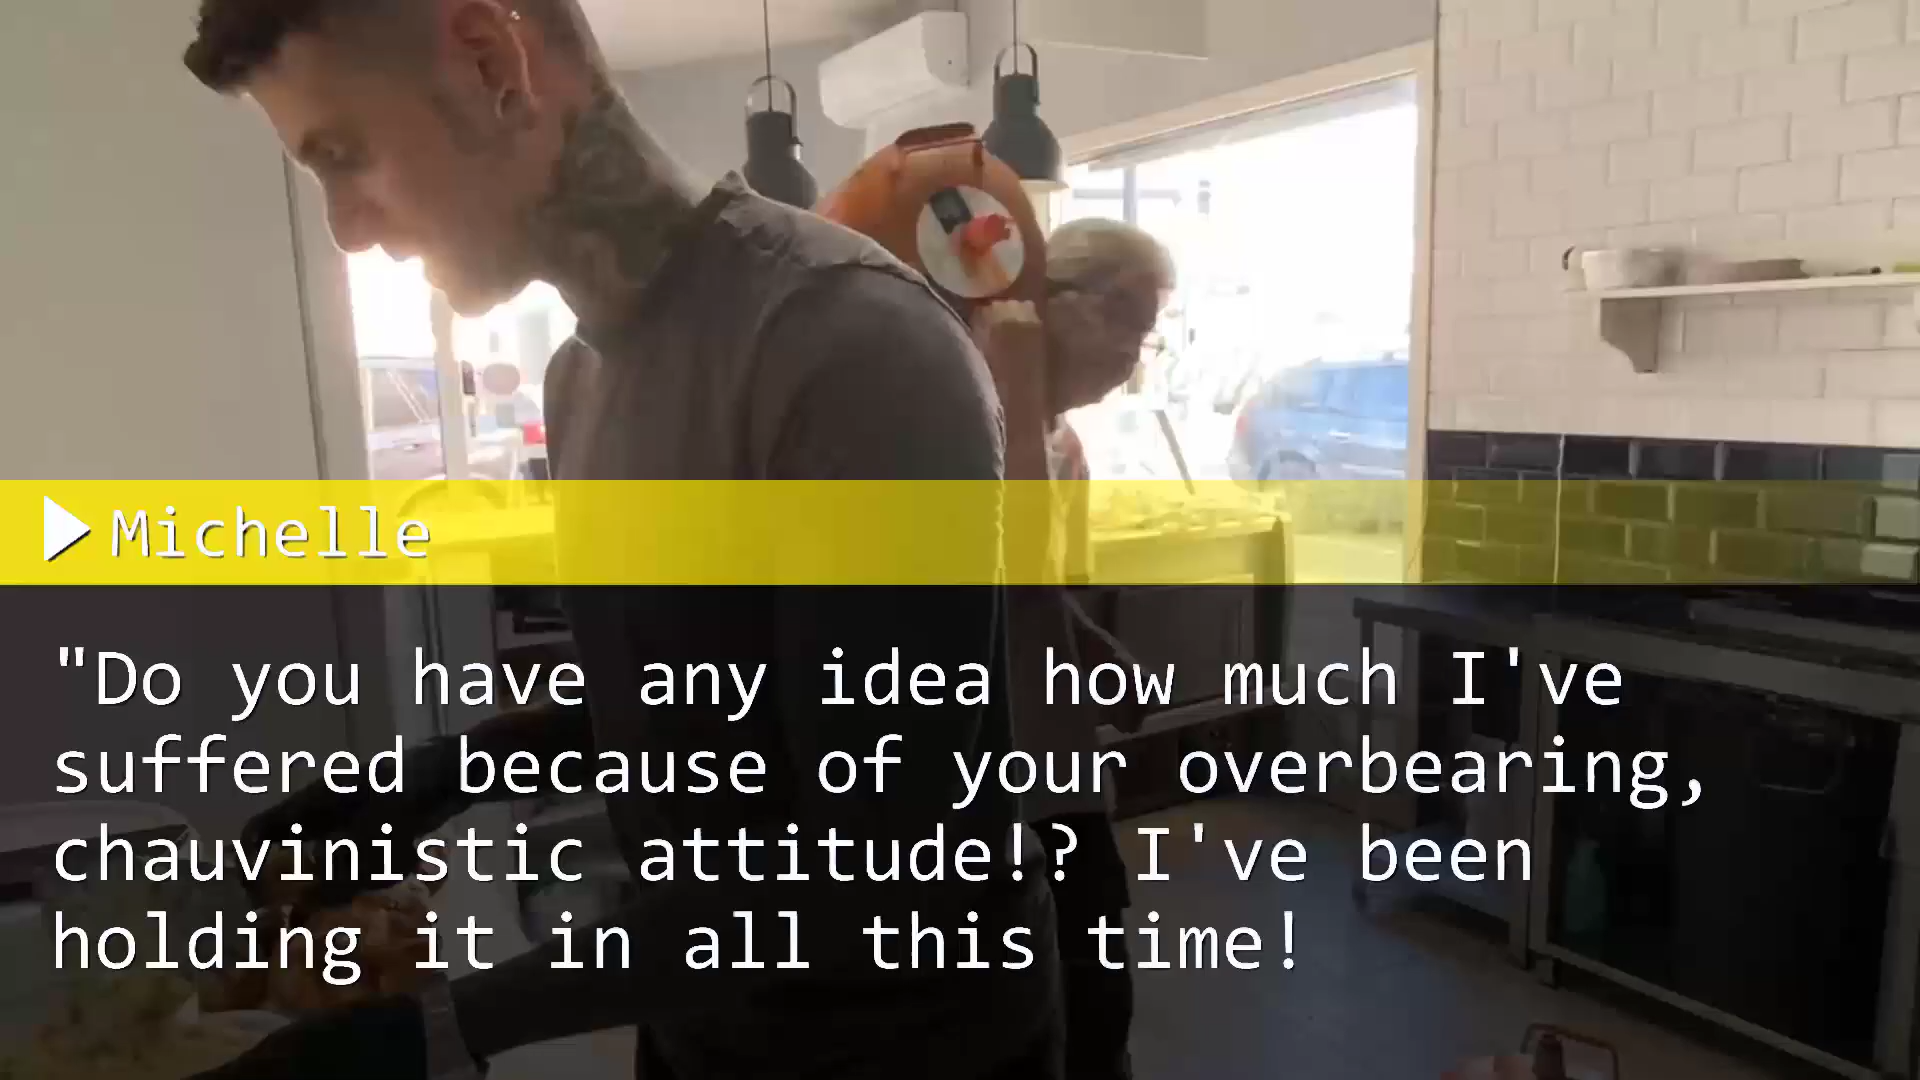 Michelle
"Do you have any idea how much I've
suffered because of your overbearing,
chauvinistic attitude!? I've been
holding it in all this time!